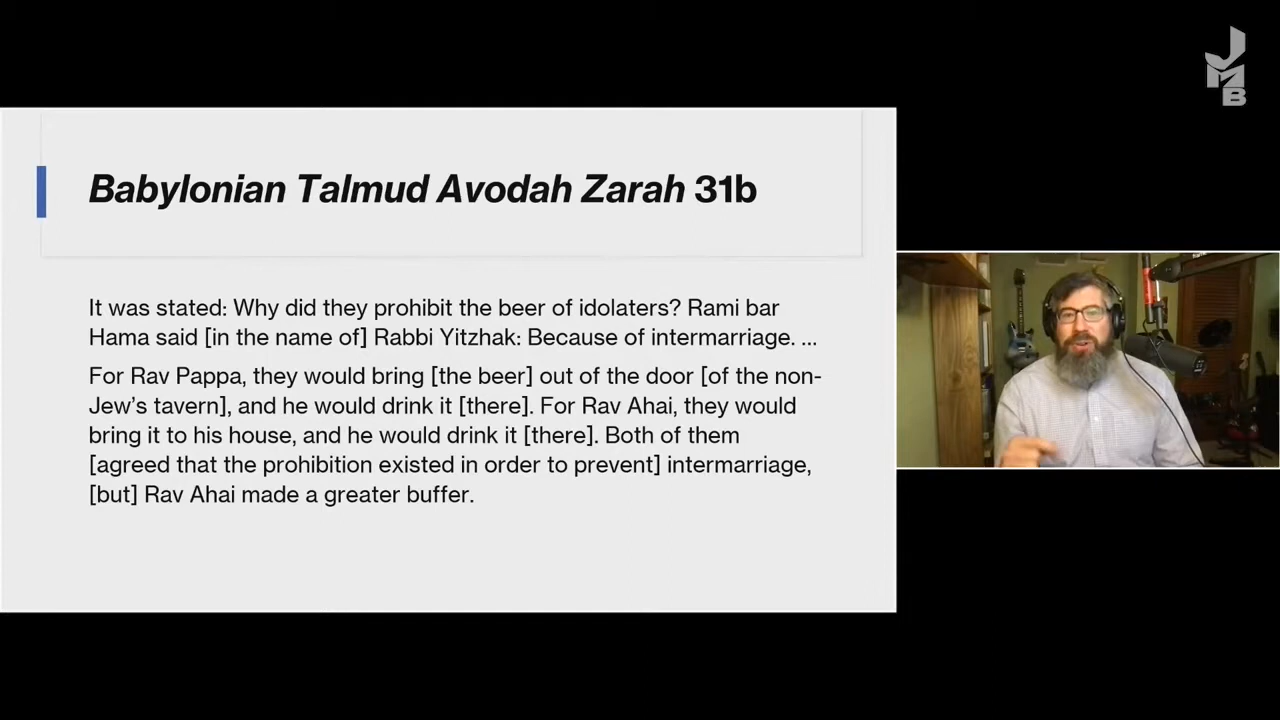 JMB
Babylonian Talmud Avodah Zarah 31b
It was stated: Why did they prohibit the beer of idolaters? Rami bar
Hama said [in the name of] Rabbi Yitzhak: Because of intermarriage. ...
For Rav Pappa, they would bring [the beer] out of the door [of the non-
Jew’s tavern], and he would drink it [there]. For Rav Ahai, they would
bring it to his house, and he would drink it [there]. Both of them
[agreed that the prohibition existed in order to prevent] intermarriage,
[but] Rav Ahai made a greater buffer.